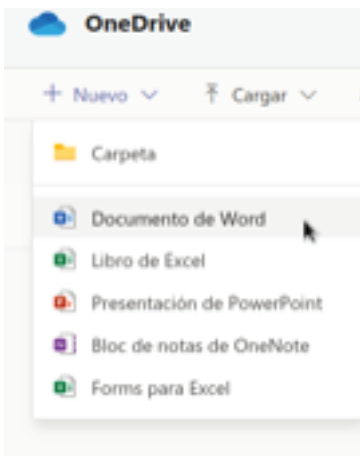 OneDrive
+ Nuevo Cargar
Carpeta
Documento de Word
Libro de Excel
Presentación de PowerPoint
Bloc de notas de OneNote
Forms para Excel